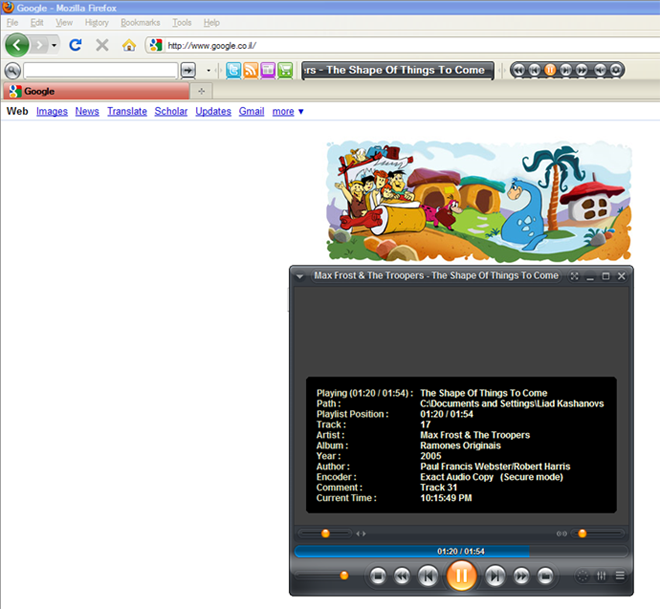 Google - Mozilla Firefox
File Edit View History Bookmarks Tools Help
http://www.google.co.il/
rs - The Shape Of Things To Come
Google
Web Images News Translate Scholar Updates Gmail more ▼
Max Frost & The Troopers - The Shape Of Things To Come
Playing (01:20 / 01:54) : The Shape Of Things To Come
Path : C:\Documents and Settings\Liad Kashanovs
Playlist Position : 01:20 / 01:54
Track : 17
Artist : Max Frost & The Troopers
Album : Ramones Originais
Year : 2005
Author : Paul Francis Webster/Robert Harris
Encoder : Exact Audio Copy (Secure mode)
Comment : Track 31
Current Time : 10:15:49 PM
01:20 / 01:54